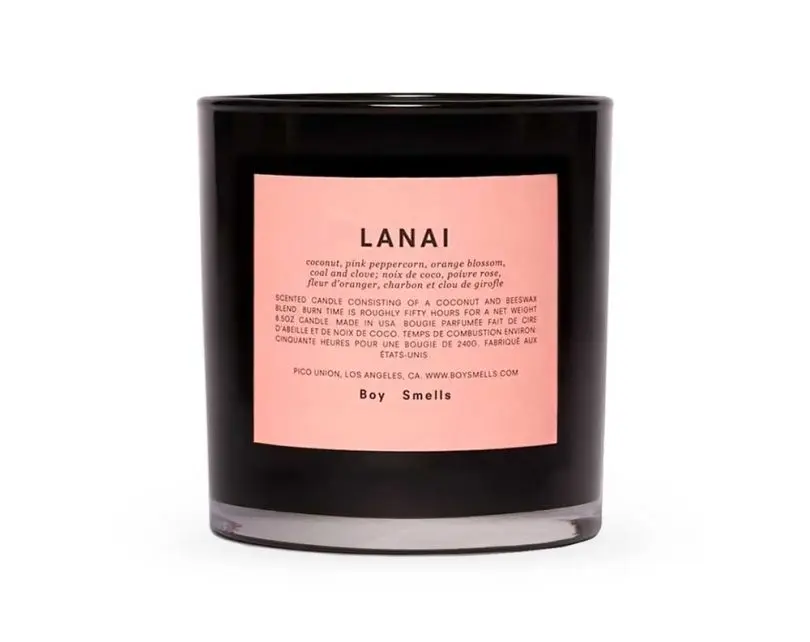 LANAI
coconut, pink peppercorn, orange blossom,
coal and clove; noix de coco, poivre rose,
fleur d'oranger, charbon et clou de girofle
SCENTED CANDLE CONSISTING OF A COCONUT AND BEESWAX
BLEND. BURN TIME IS ROUGHLY FIFTY HOURS FOR A NET WEIGHT
8.5OZ CANDLE. MADE IN USA. BOUGIE PARFUMÉE FAIT DE CIRE
D'ABEILLE ET DE NOIX DE COCO. TEMPS DE COMBUSTION ENVIRON:
CINQUANTE HEURES POUR UNE BOUGIE DE 240G. FABRIQUÉ AUX
ÉTATS-UNIS
PICO UNION, LOS ANGELES, CA. WWW.BOYSMELLS.COM
Boy Smells